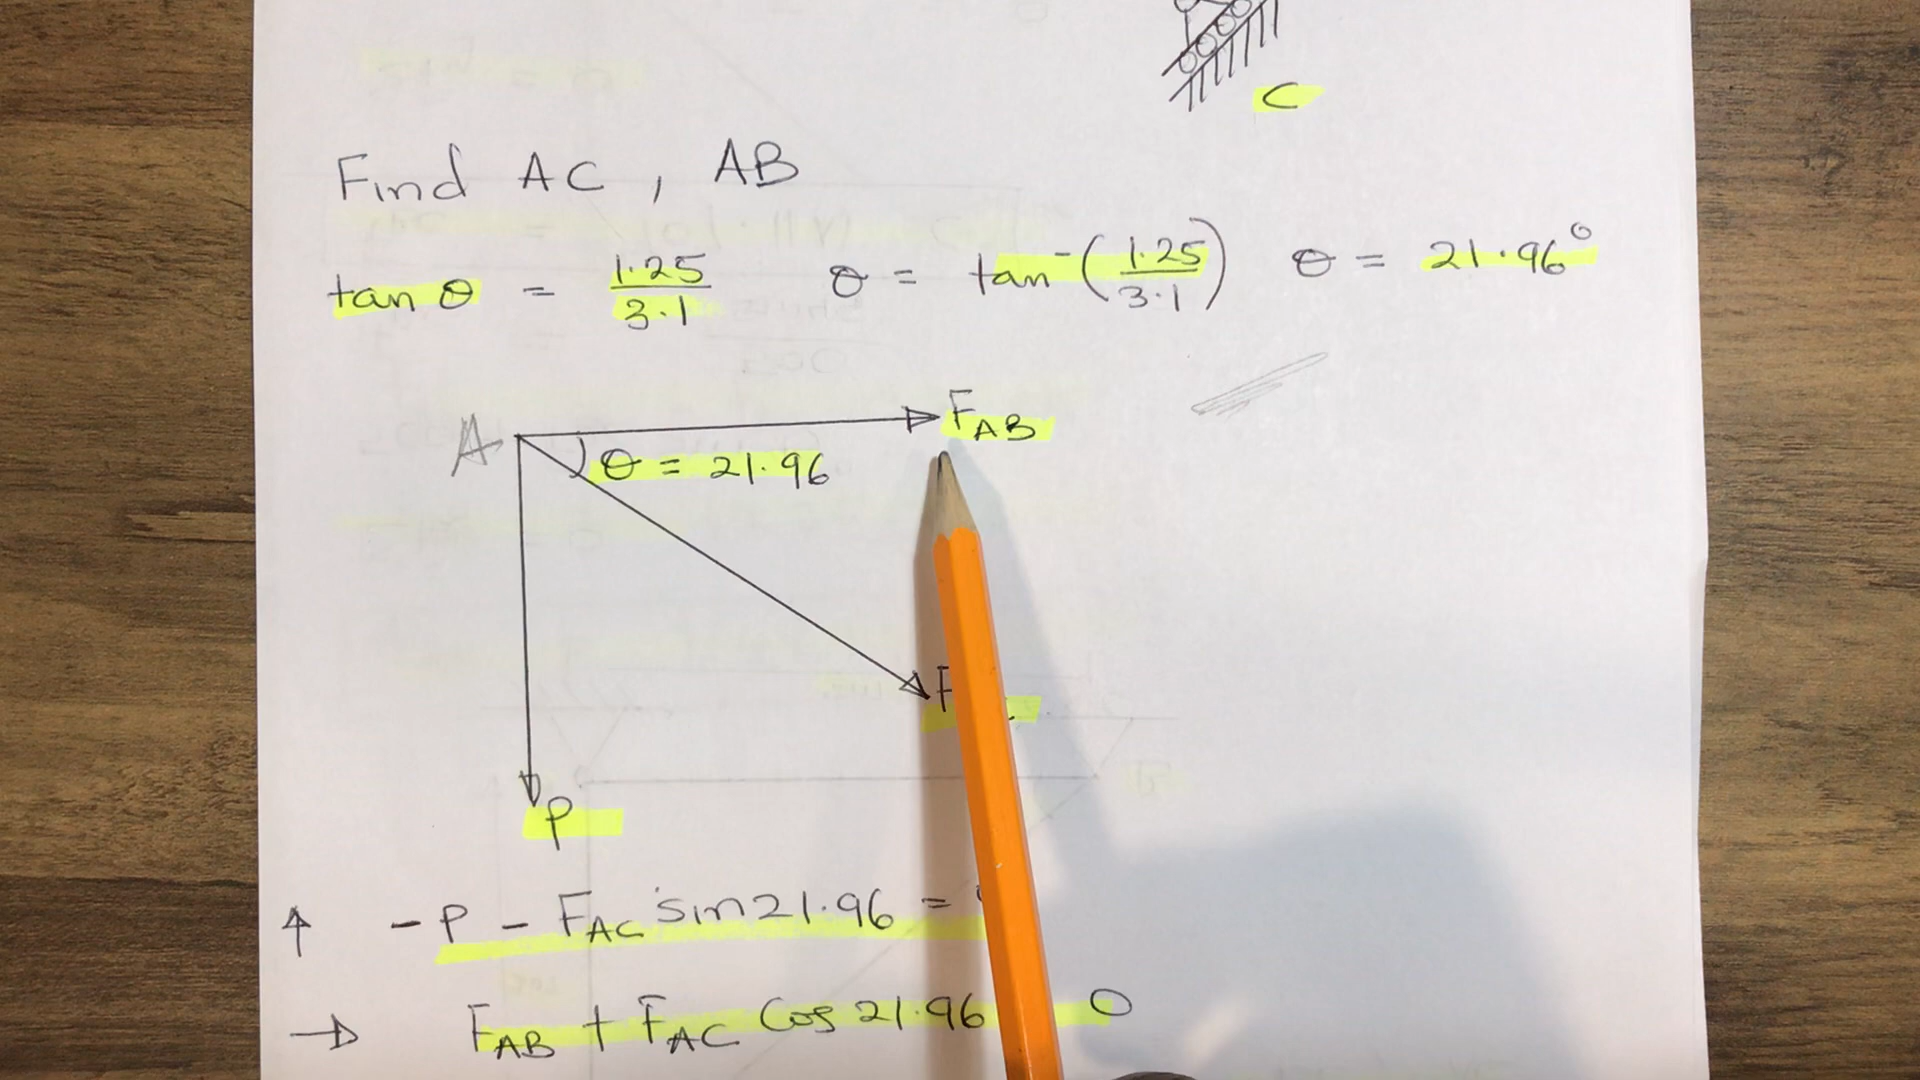 C
Find AC , AB
tan θ = 1.25/3.1 θ = tan⁻(1.25/3.1) θ = 21.96°
A
F_AB
θ = 21.96
F
P
↑ -P - F_AC sin 21.96 =
→ F_AB + F_AC Cos 21.96 0